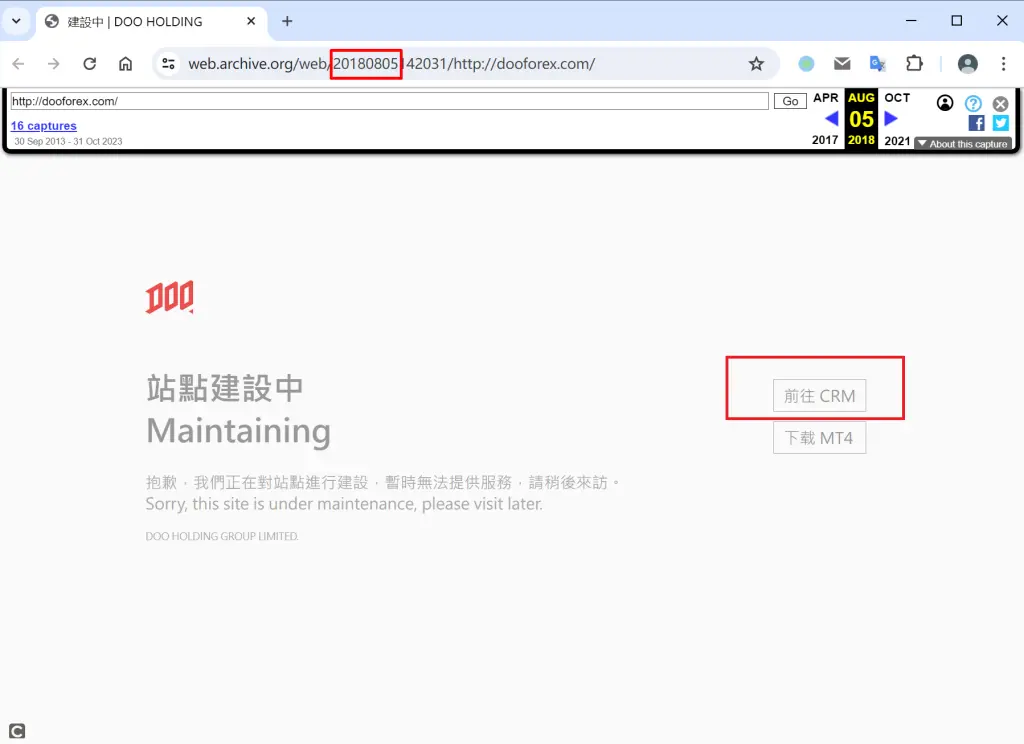 建設中 | DOO HOLDING
web.archive.org/web/20180805142031/http://dooforex.com/
http://dooforex.com/
Go
APR AUG OCT
16 captures
05
30 Sep 2013 - 31 Oct 2023
2017 2018 2021
About this capture
DOO
站點建設中
Maintaining
前往 CRM
下载 MT4
抱歉，我們正在對站點進行建設，暫時無法提供服務，請稍後來訪。
Sorry, this site is under maintenance, please visit later.
DOO HOLDING GROUP LIMITED.